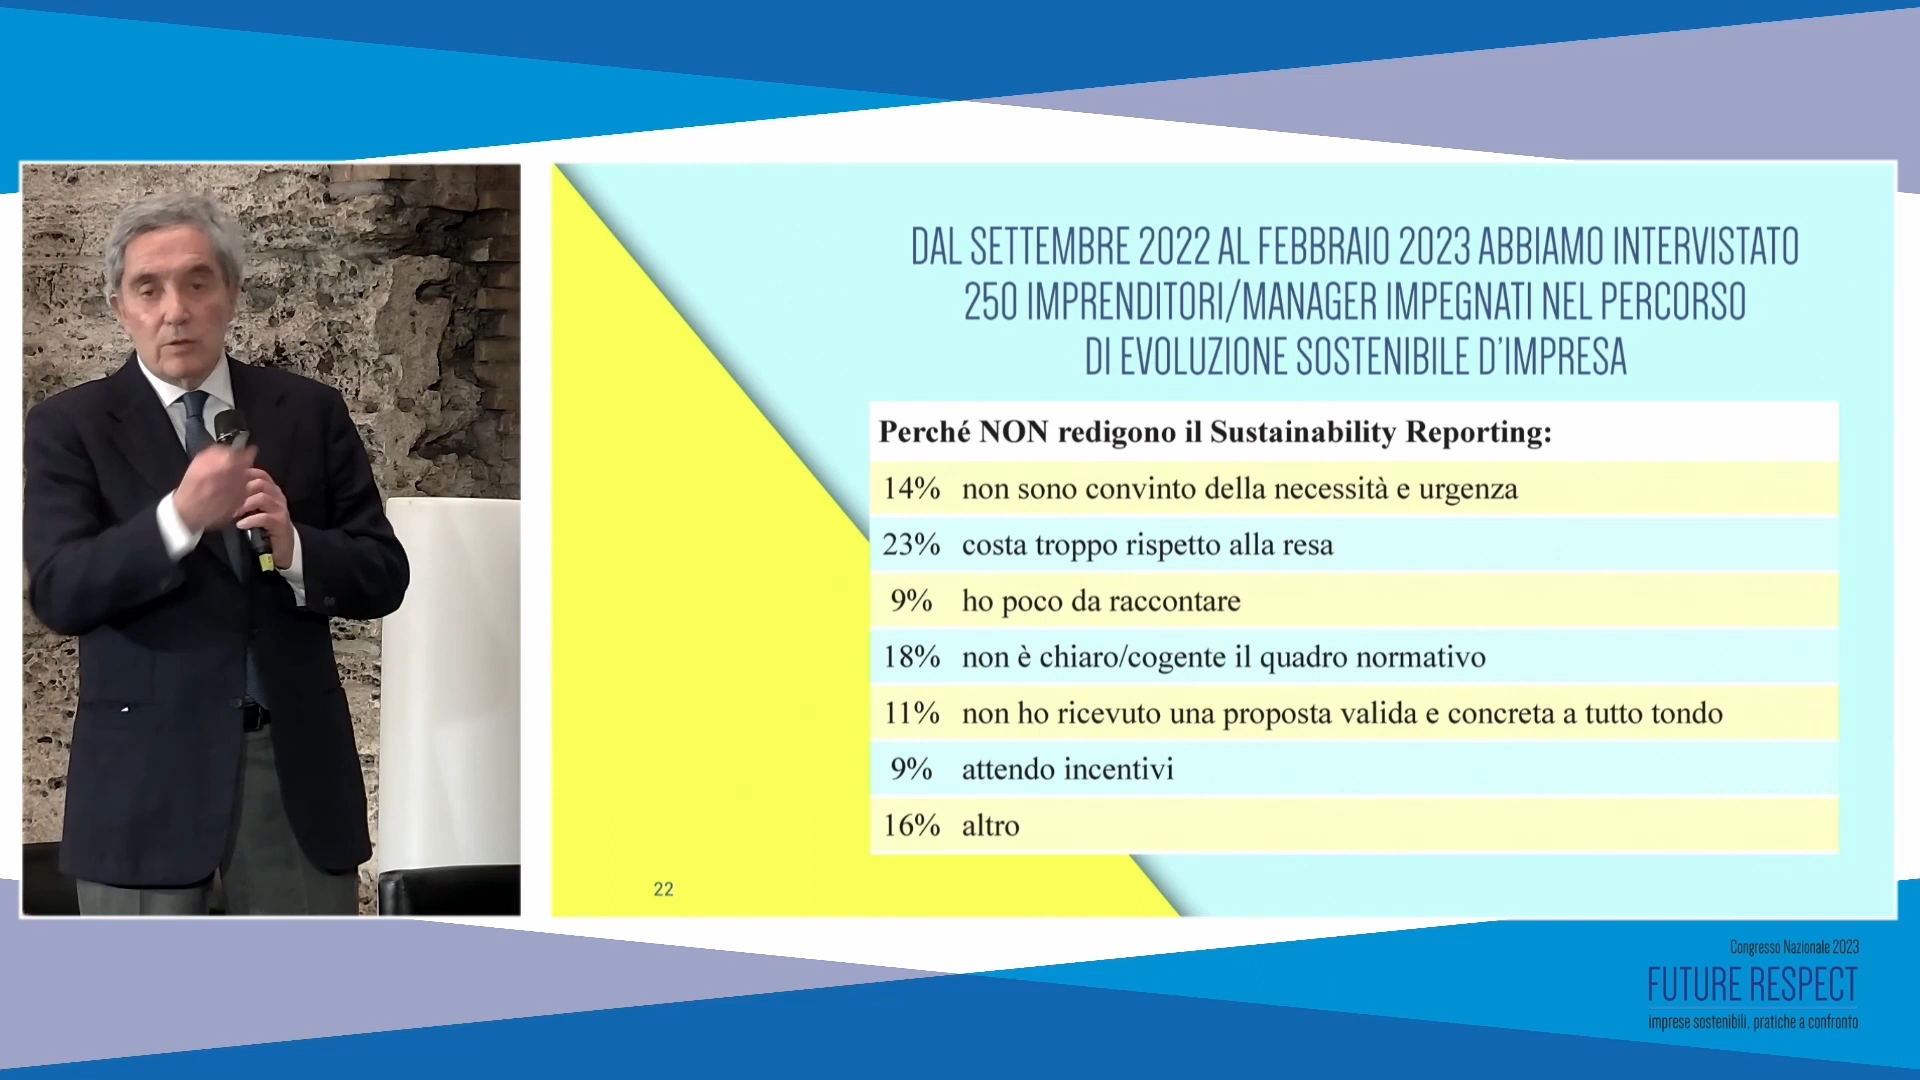 DAL SETTEMBRE 2022 AL FEBBRAIO 2023 ABBIAMO INTERVISTATO
250 IMPRENDITORI/MANAGER IMPEGNATI NEL PERCORSO
DI EVOLUZIONE SOSTENIBILE D'IMPRESA
Perché NON redigono il Sustainability Reporting:
14% non sono convinto della necessità e urgenza
23% costa troppo rispetto alla resa
9% ho poco da raccontare
18% non è chiaro/cogente il quadro normativo
11% non ho ricevuto una proposta valida e concreta a tutto tondo
9% attendo incentivi
16% altro
22
Congresso Nazionale 2023
FUTURE RESPECT
imprese sostenibili, pratiche a confronto